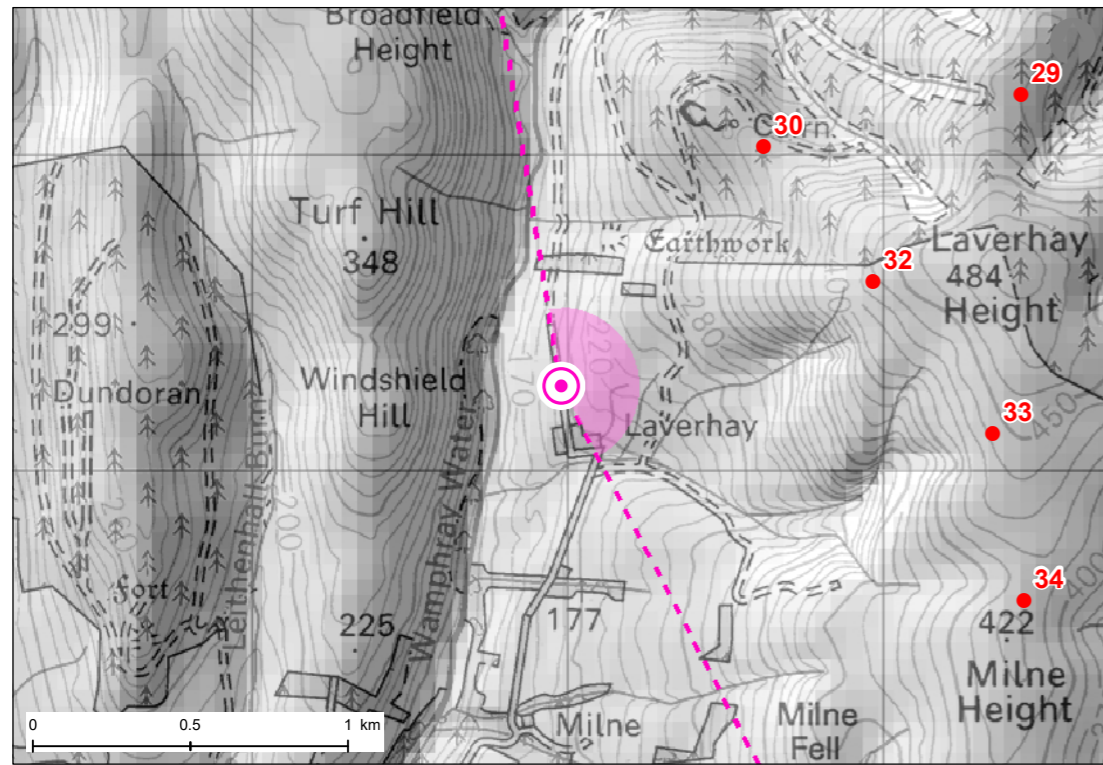 Broadfield
Height
29
30
Cairn
Turf Hill
348
Earthwork
32
Laverhay
484
Height
299
Dundoran
Windshield
Hill
170
220
280
Laverhay
33
450
Leithenhall Burn
200
260
Wamphray Water
fort
225
177
34
400
422
Milne
Height
Milne
Milne
Fell
0
0.5
1 km